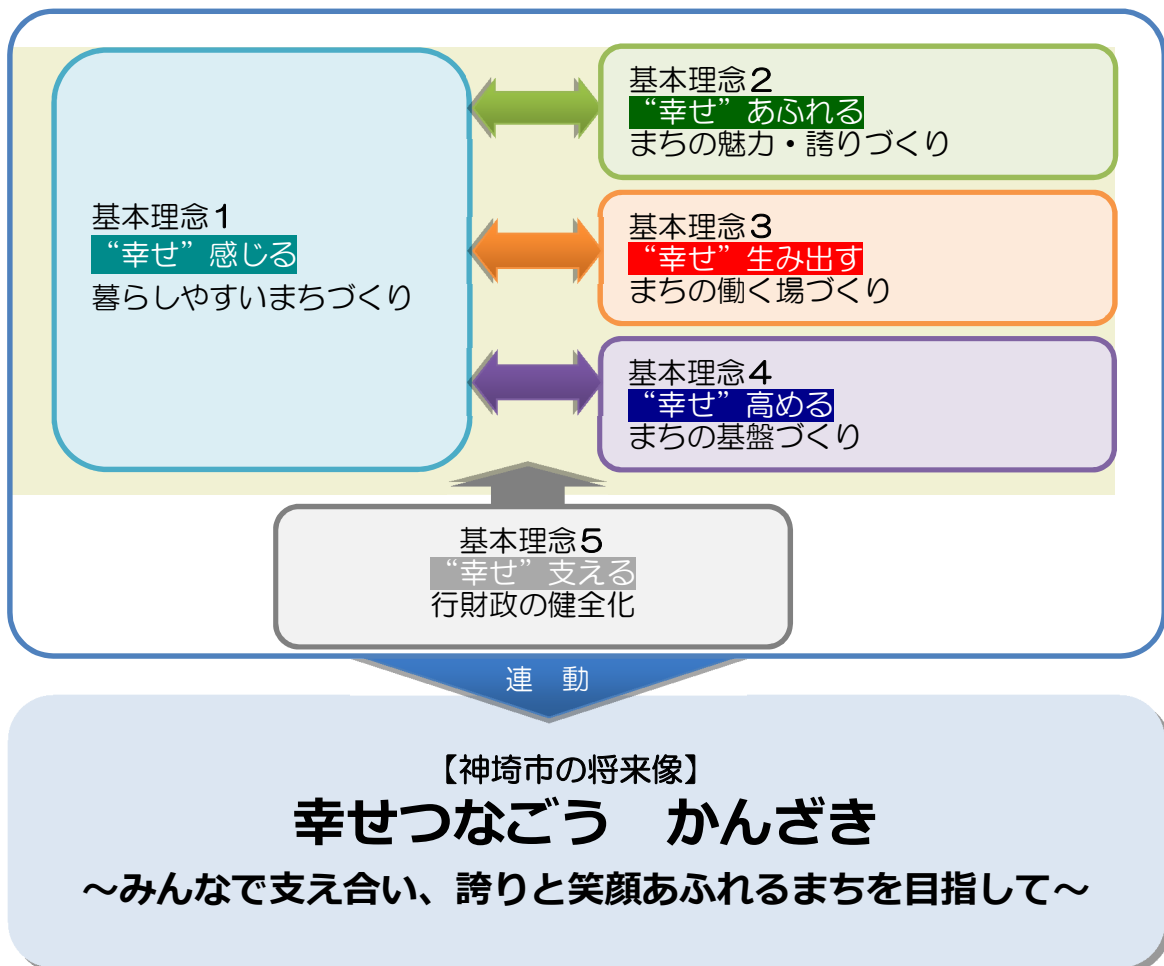 基本理念1
“幸せ”感じる
暮らしやすいまちづくり
基本理念2
“幸せ”あふれる
まちの魅力・誇りづくり
基本理念3
“幸せ”生み出す
まちの働く場づくり
基本理念4
“幸せ”高める
まちの基盤づくり
基本理念5
“幸せ”支える
行財政の健全化
連　動
【神埼市の将来像】
幸せつなごう　かんざき
～みんなで支え合い、誇りと笑顔あふれるまちを目指して～